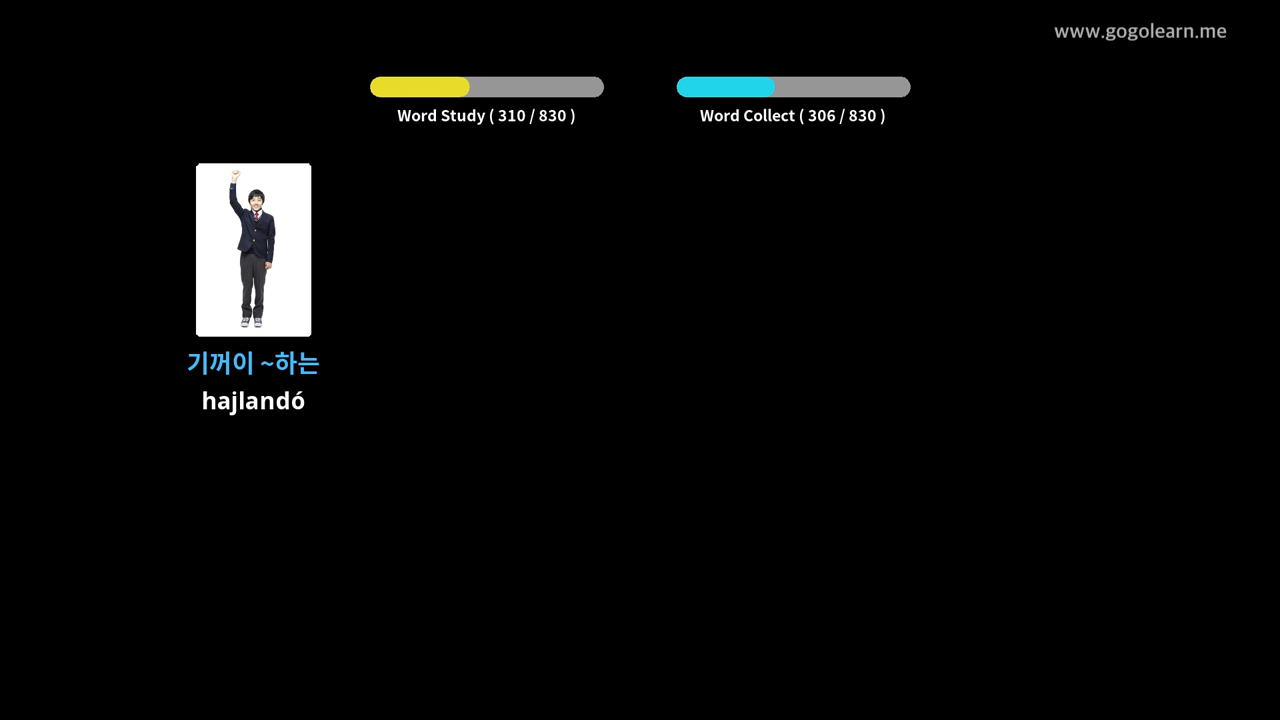 www.gogolearn.me
Word Study ( 310 / 830 )
Word Collect ( 306 / 830 )
기꺼이 ~하는
hajlandó